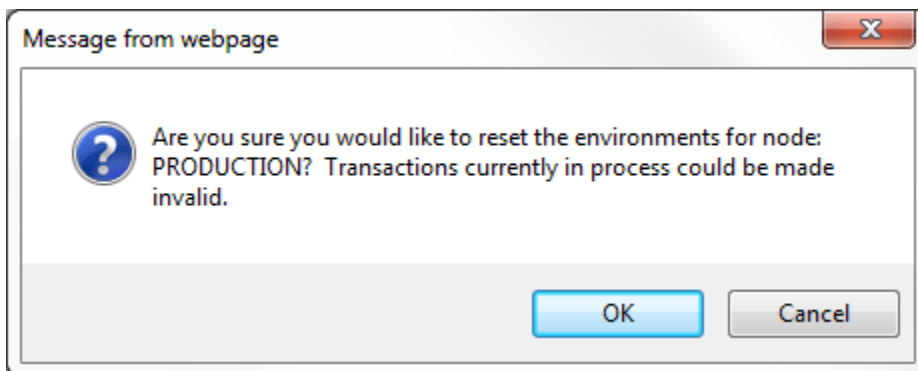 Message from webpage
Are you sure you would like to reset the environments for node:
PRODUCTION?  Transactions currently in process could be made
invalid.
OK
Cancel